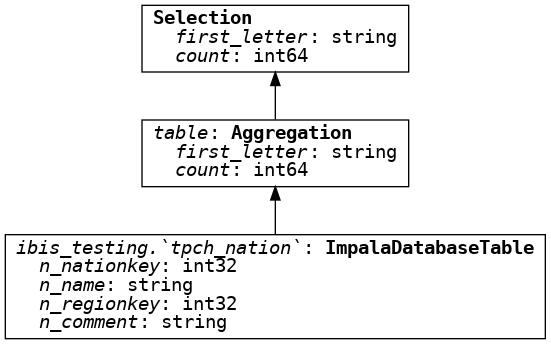 Selection
first_letter: string
count: int64
table: Aggregation
first_letter: string
count: int64
ibis_testing.`tpch_nation`: ImpalaDatabaseTable
n_nationkey: int32
n_name: string
n_regionkey: int32
n_comment: string